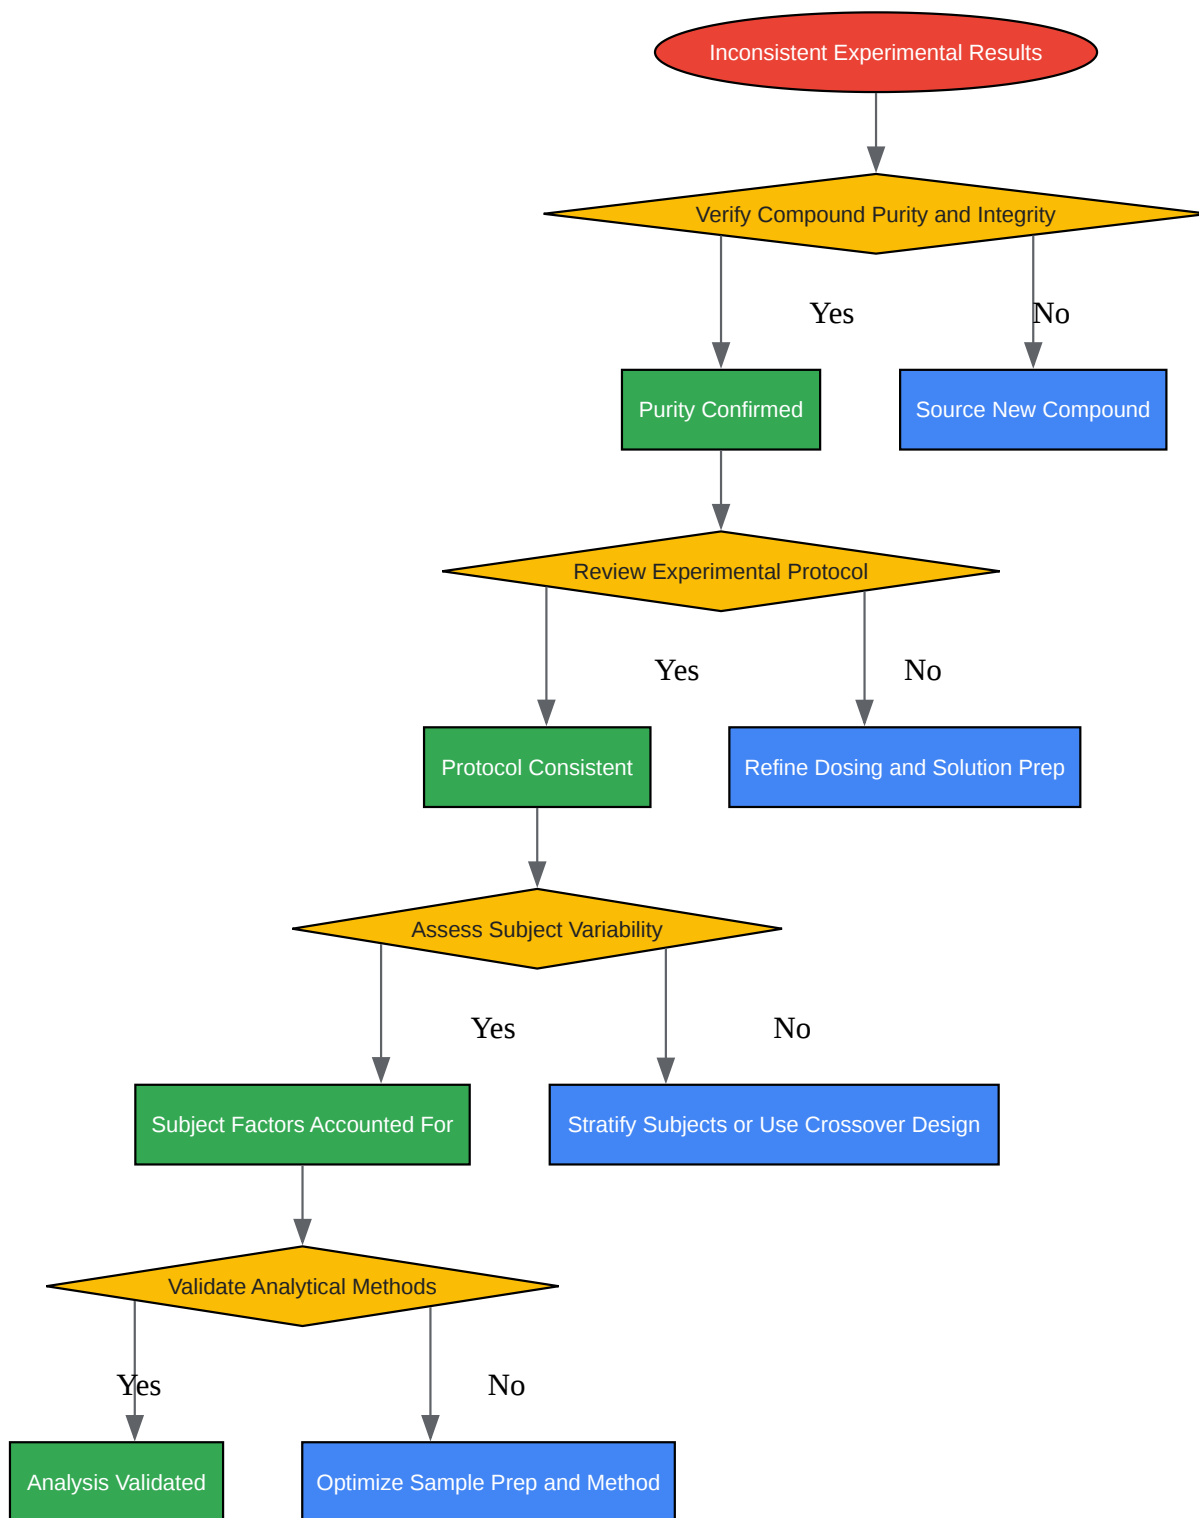 Inconsistent Experimental Results
Verify Compound Purity and Integrity
Yes
No
Purity Confirmed
Source New Compound
Review Experimental Protocol
Yes
No
Protocol Consistent
Refine Dosing and Solution Prep
Assess Subject Variability
Yes
No
Subject Factors Accounted For
Stratify Subjects or Use Crossover Design
Validate Analytical Methods
Yes
No
Analysis Validated
Optimize Sample Prep and Method